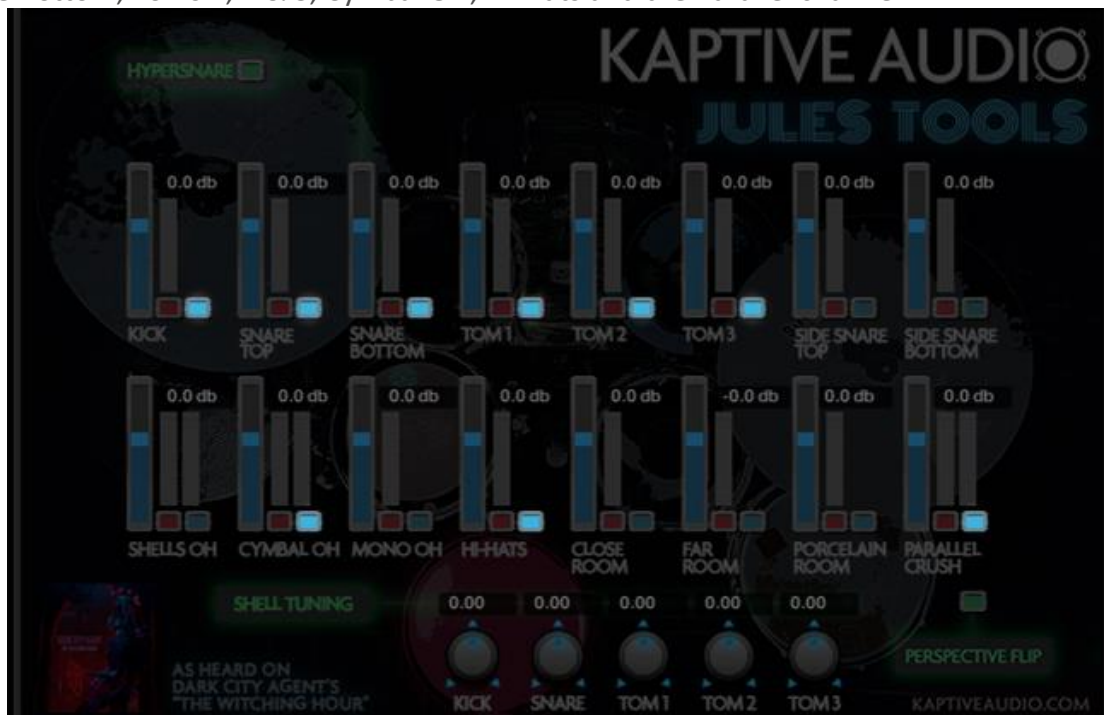 KAPTIVE AUDIO
HYPERSNARE
JULES TOOLS
0.0 db 0.0 db 0.0 db 0.0 db 0.0 db 0.0 db 0.0 db 0.0 db
KICK SNARE TOP SNARE BOTTOM TOM 1 TOM 2 TOM 3 SIDE SNARE TOP SIDE SNARE BOTTOM
0.0 db 0.0 db 0.0 db 0.0 db 0.0 db -0.0 db 0.0 db 0.0 db
SHELLS OH CYMBAL OH MONO OH HI-HATS CLOSE ROOM FAR ROOM PORCELAIN ROOM PARALLEL CRUSH
SHELL TUNING 0.00 0.00 0.00 0.00 0.00
PERSPECTIVE FLIP
AS HEARD ON
DARK CITY AGENT'S
"THE WITCHING HOUR"
KICK SNARE TOM 1 TOM 2 TOM 3
KAPTIVEAUDIO.COM